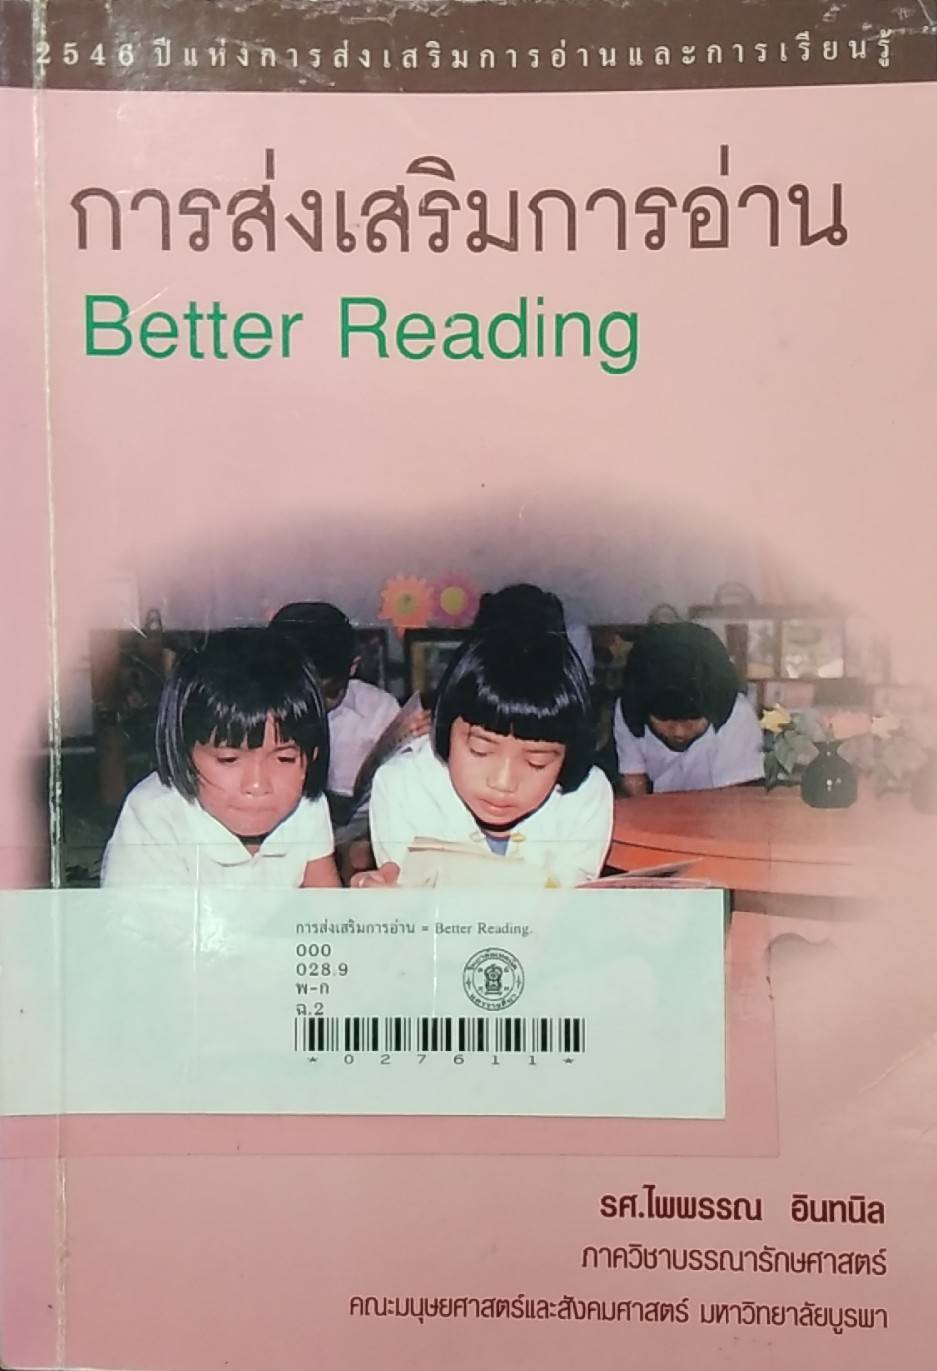 2546 ปีแห่งการส่งเสริมการอ่านและการเรียนรู้
การส่งเสริมการอ่าน
Better Reading
การส่งเสริมการอ่าน = Better Reading.
000
028.9
พ-ก
ฉ.2
*027611*
รศ.ไพพรรณ อินทนิล
ภาควิชาบรรณารักษศาสตร์
คณะมนุษยศาสตร์และสังคมศาสตร์ มหาวิทยาลัยบูรพา